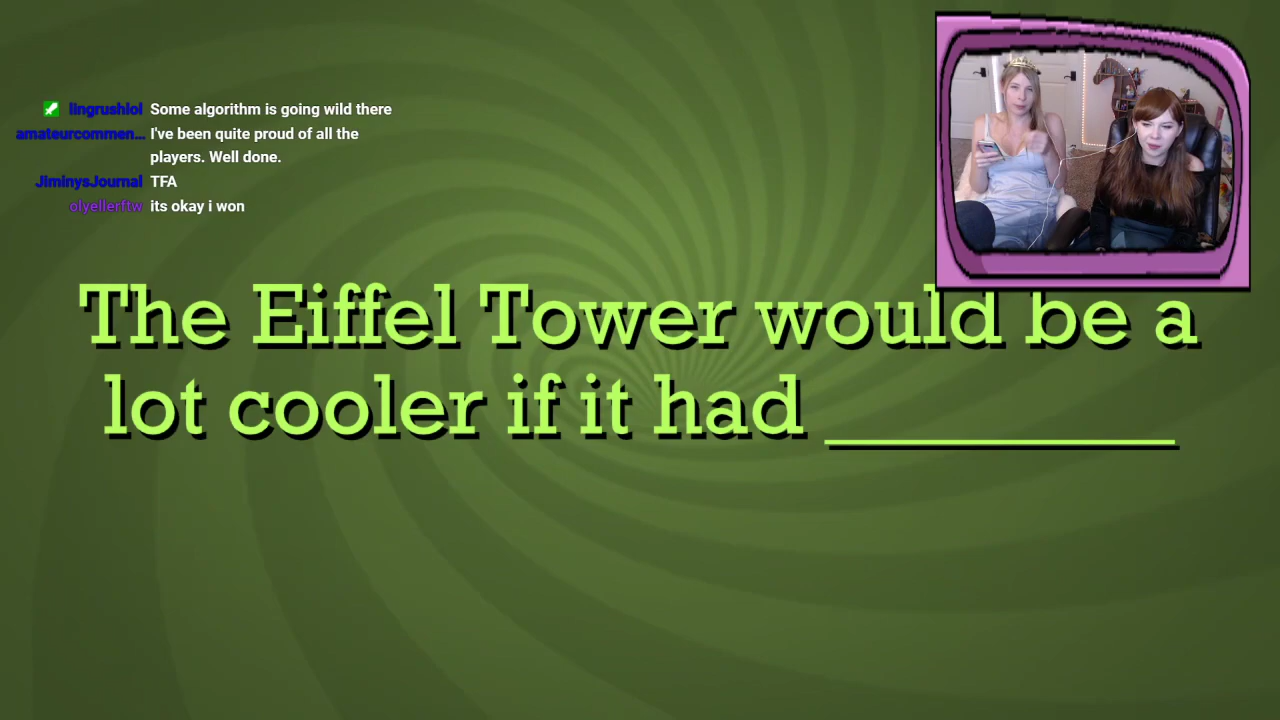 lingrushlol Some algorithm is going wild there
amateurcommen... I've been quite proud of all the
players. Well done.
JiminysJournal TFA
olyellerftw its okay i won
The Eiffel Tower would be a
lot cooler if it had ________